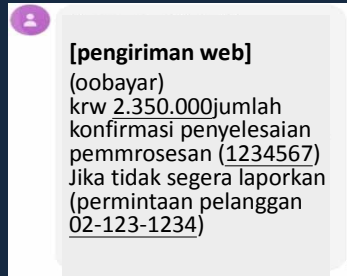 [pengiriman web]
(oobayar)
krw 2.350.000jumlah
konfirmasi penyelesaian
pemmrosesan (1234567)
Jika tidak segera laporkan
(permintaan pelanggan
02-123-1234)